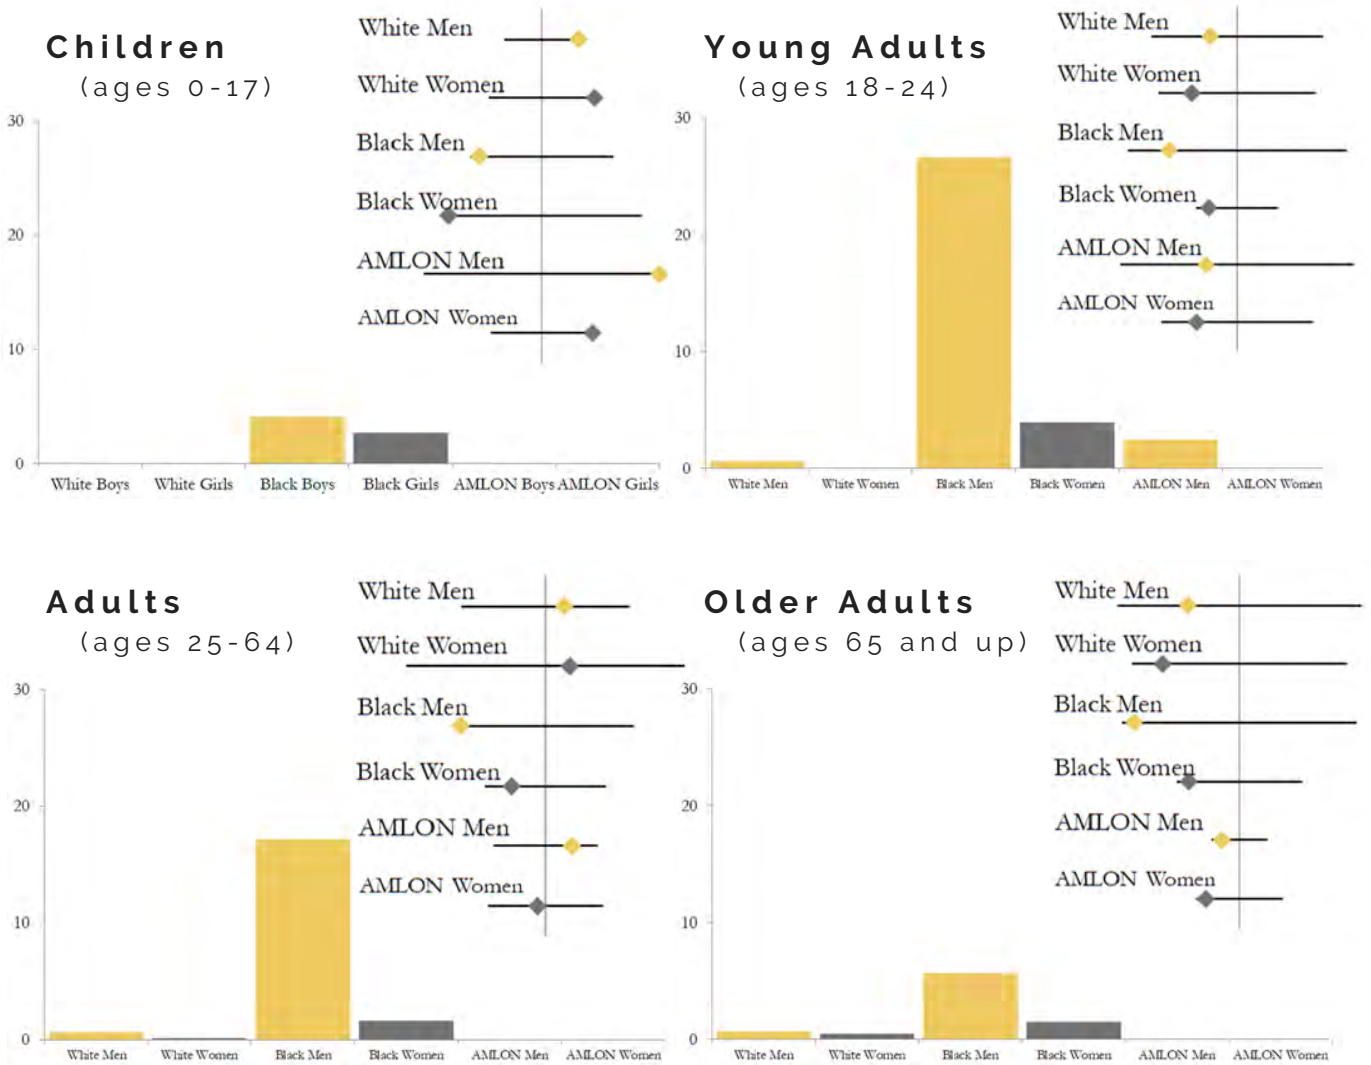 Children
(ages 0-17)
White Men
White Women
Black Men
Black Women
AMLON Men
AMLON Women
30
20
10
0
White Boys White Girls Black Boys Black Girls AMLON Boys AMLON Girls
Young Adults
(ages 18-24)
White Men
White Women
Black Men
Black Women
AMLON Men
AMLON Women
30
20
10
0
White Men White Women Black Men Black Women AMLON Men AMLON Women
Adults
(ages 25-64)
White Men
White Women
Black Men
Black Women
AMLON Men
AMLON Women
30
20
10
0
White Men White Women Black Men Black Women AMLON Men AMLON Women
Older Adults
(ages 65 and up)
White Men
White Women
Black Men
Black Women
AMLON Men
AMLON Women
30
20
10
0
White Men White Women Black Men Black Women AMLON Men AMLON Women